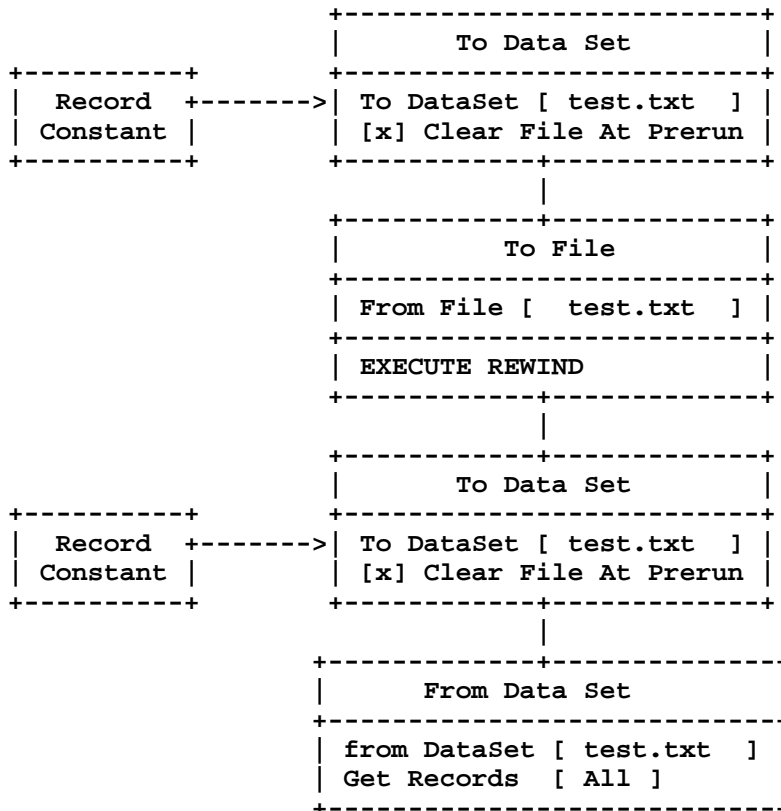 To Data Set
Record
Constant
To DataSet [ test.txt ]
[x] Clear File At Prerun
To File
From File [ test.txt ]
EXECUTE REWIND
To Data Set
Record
Constant
To DataSet [ test.txt ]
[x] Clear File At Prerun
From Data Set
from DataSet [ test.txt ]
Get Records [ All ]